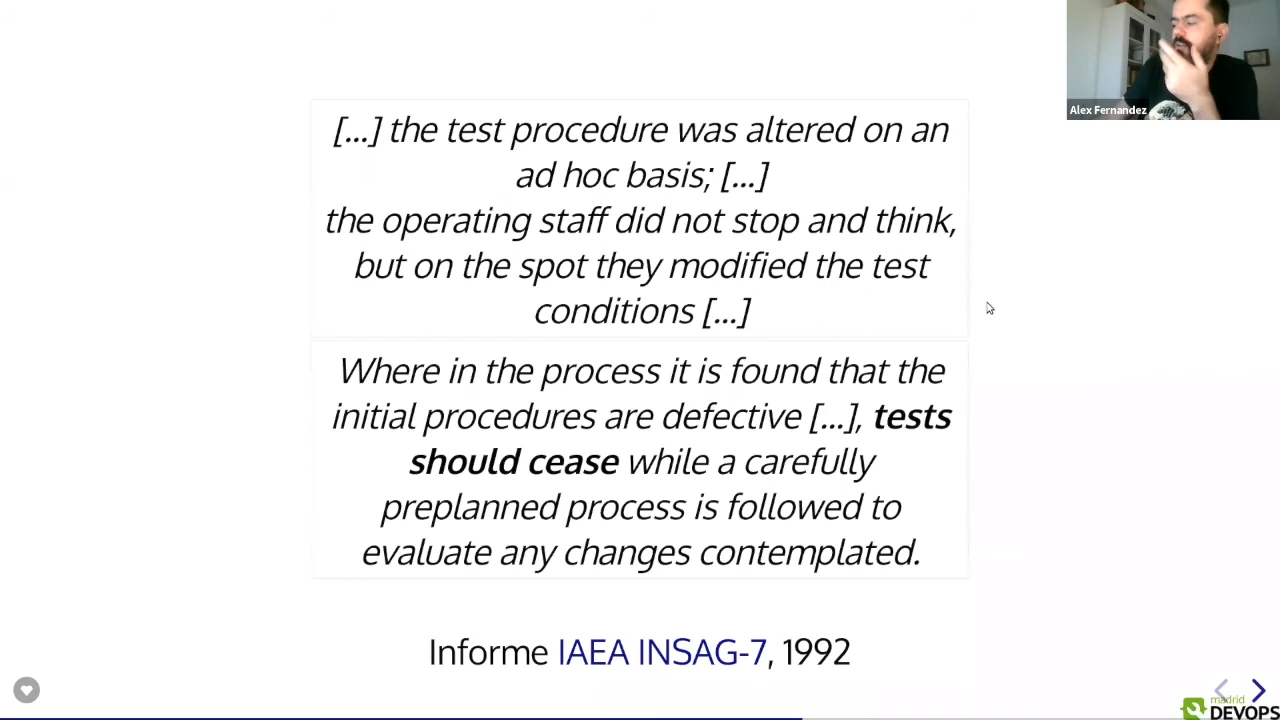 Alex Fernandez
[...] the test procedure was altered on an
ad hoc basis; [...]
the operating staff did not stop and think,
but on the spot they modified the test
conditions [...]
Where in the process it is found that the
initial procedures are defective [...], tests
should cease while a carefully
preplanned process is followed to
evaluate any changes contemplated.
Informe IAEA INSAG-7, 1992
madrid
DEVOPS